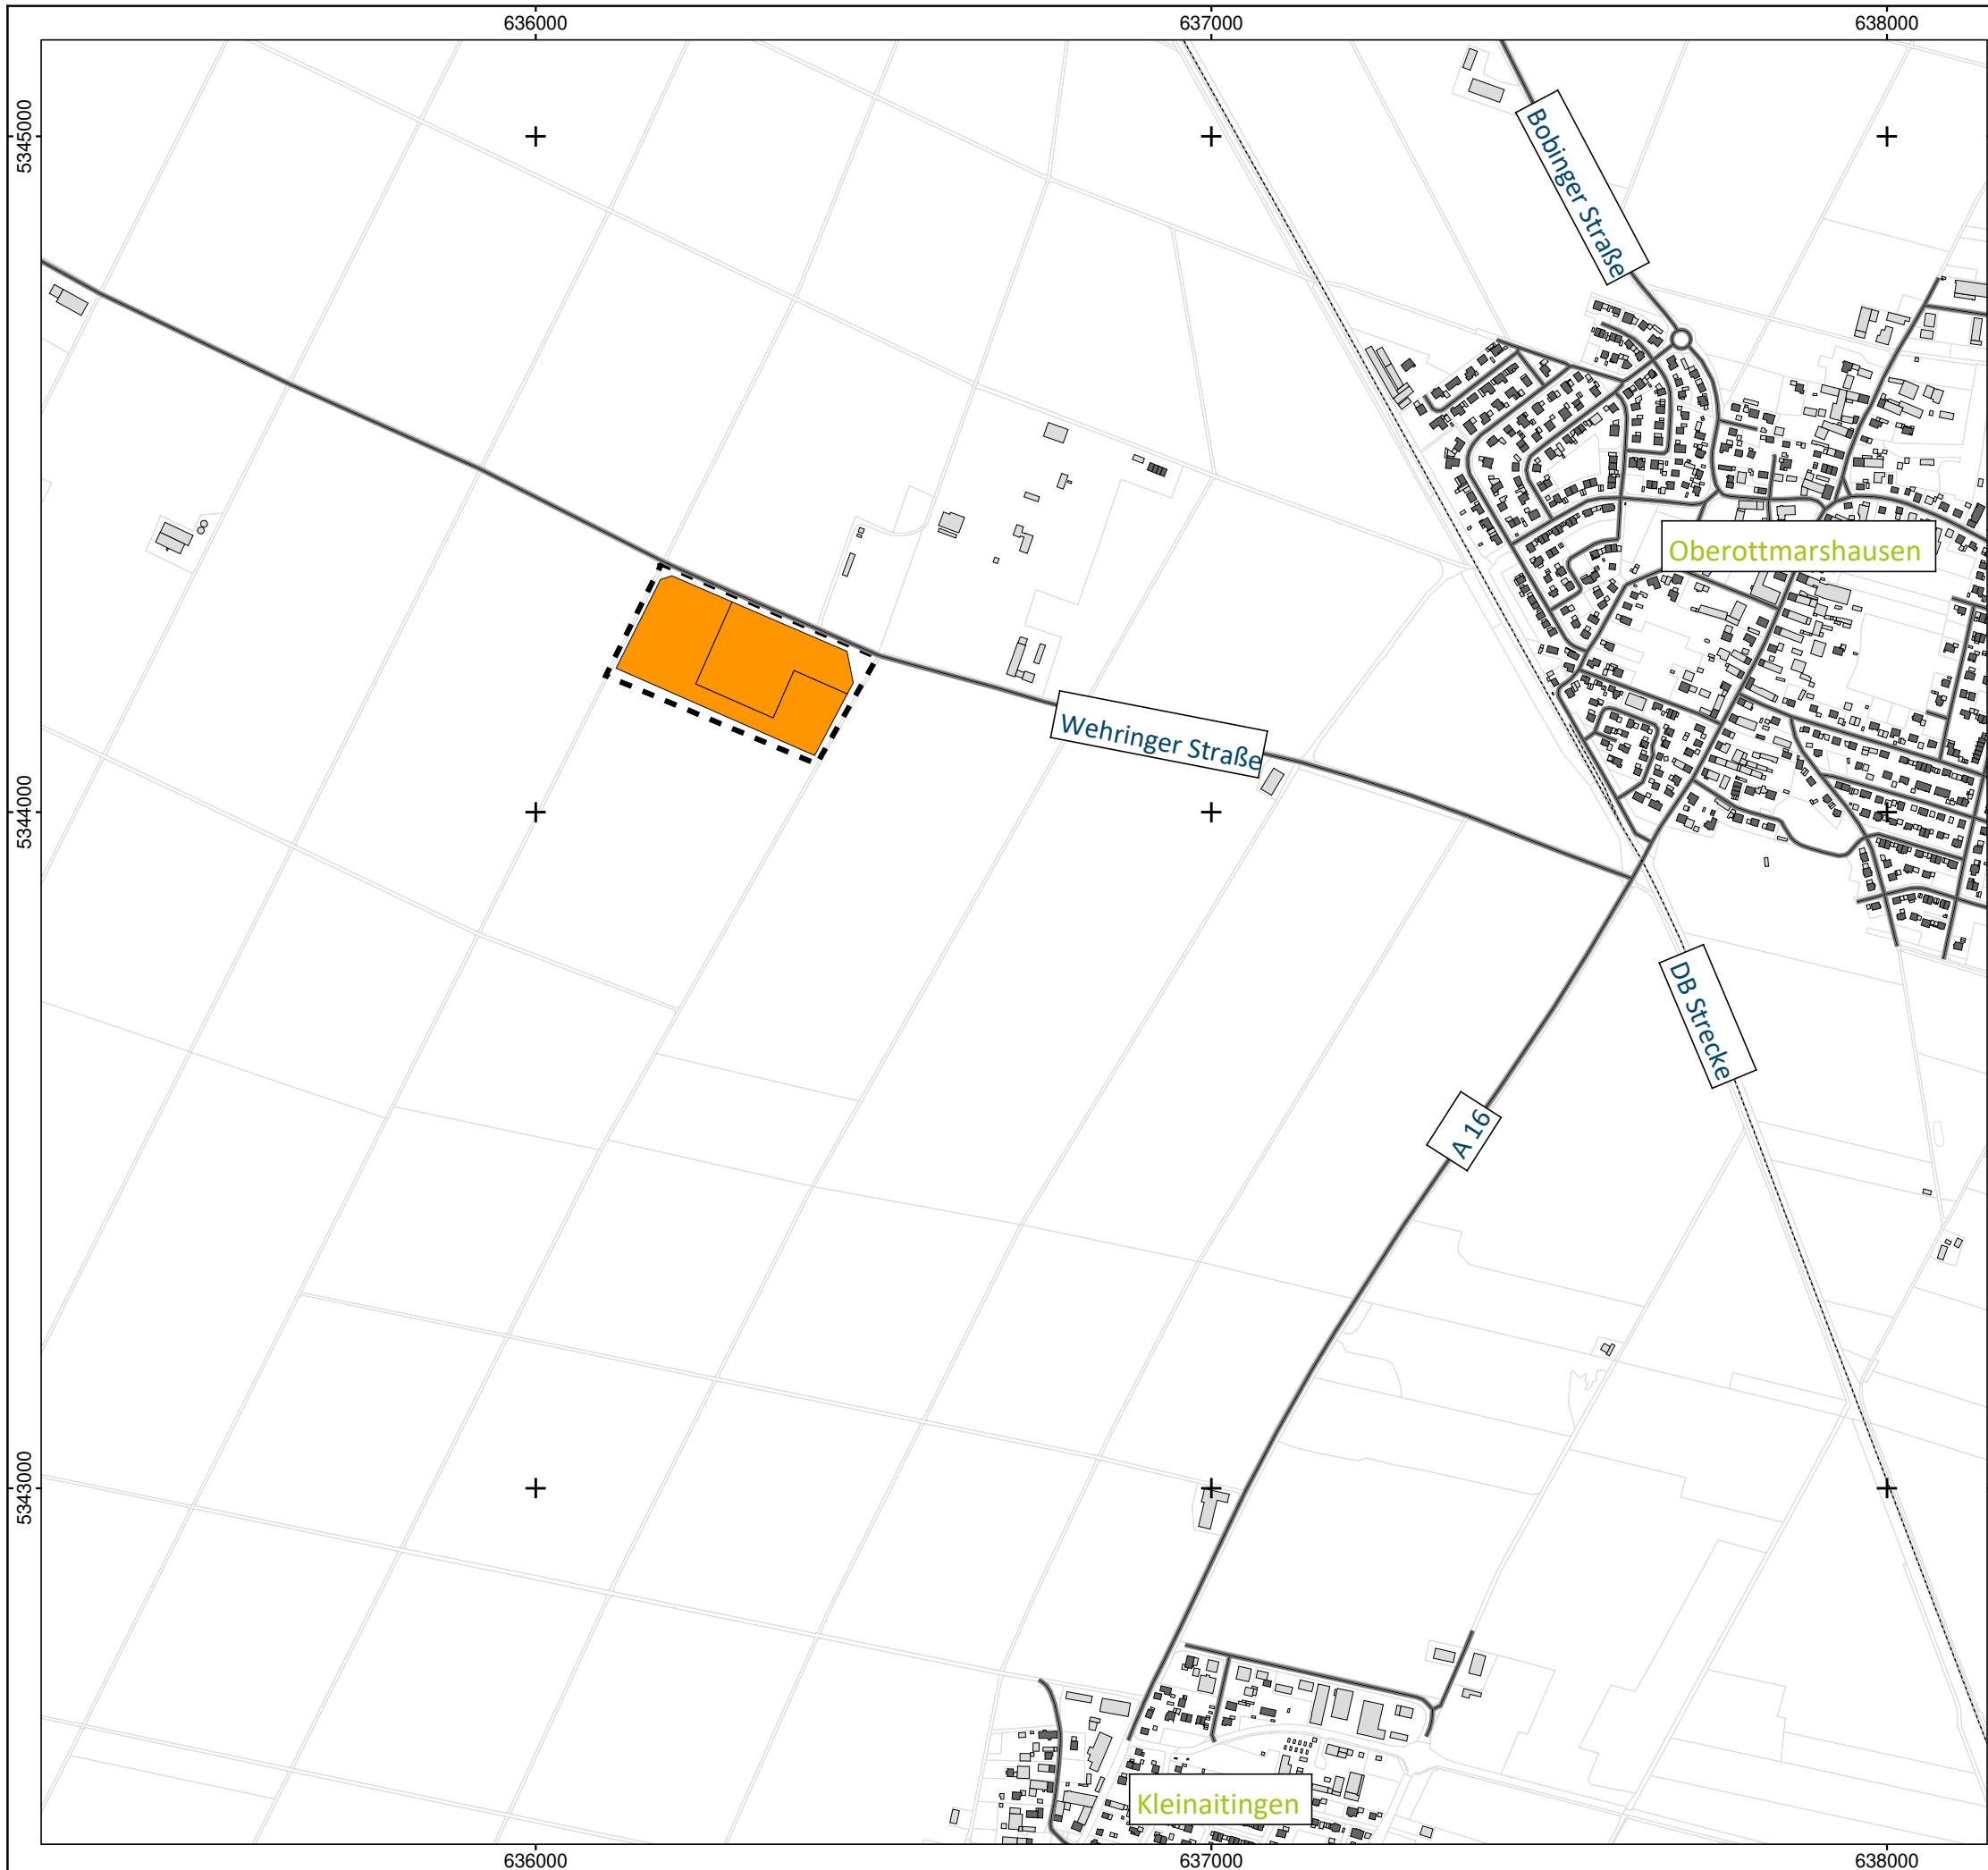 636000
637000
638000
5345000
Bobinger Straße
Oberottmarshausen
Wehringer Straße
5344000
DB Strecke
A 16
5343000
Kleinaitingen
636000
637000
638000